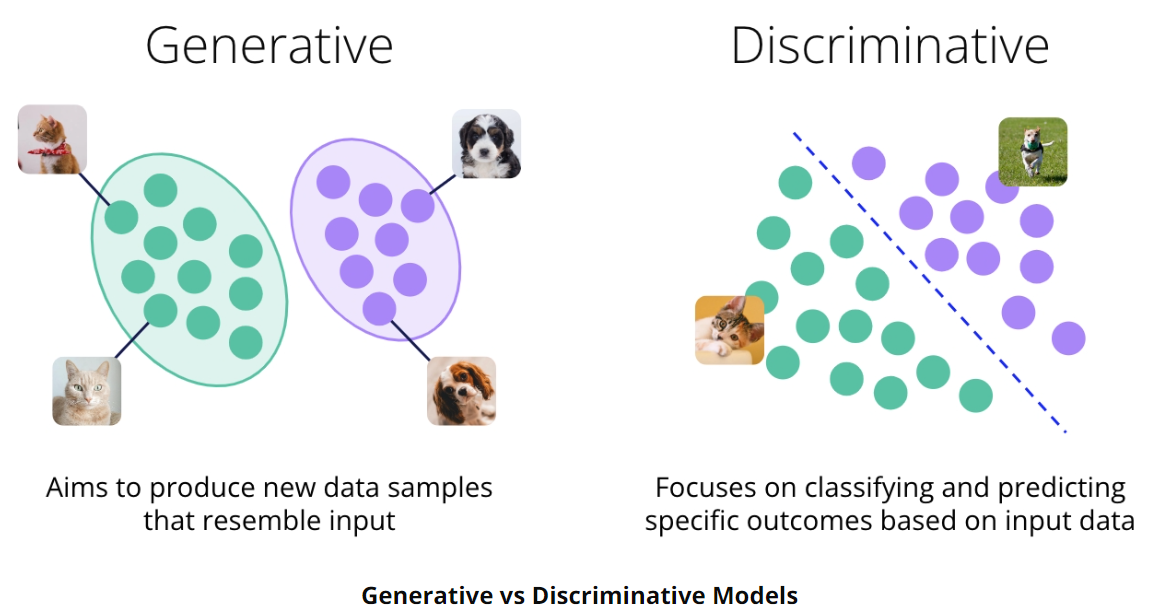 Generative
Discriminative
Aims to produce new data samples
that resemble input
Focuses on classifying and predicting
specific outcomes based on input data
Generative vs Discriminative Models